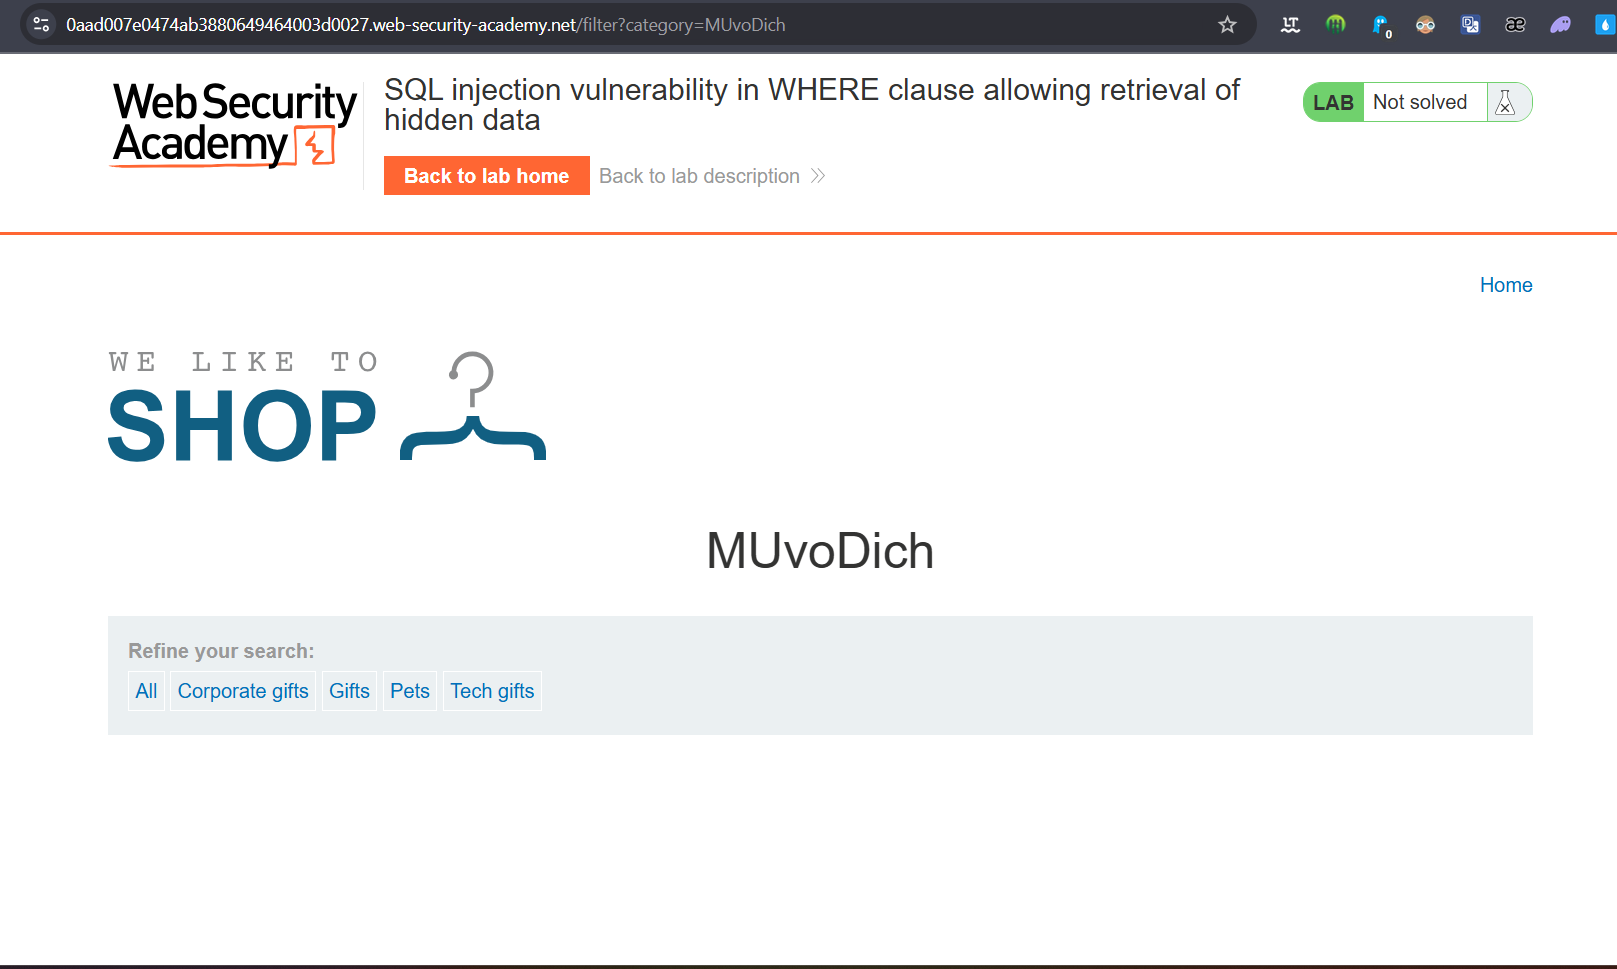 0aad007e0474ab3880649464003d0027.web-security-academy.net/filter?category=MUvoDich
LT
0
æ
Web Security
Academy
SQL injection vulnerability in WHERE clause allowing retrieval of
hidden data
LAB Not solved
Back to lab home Back to lab description
Home
WE LIKE TO
SHOP
MUvoDich
Refine your search:
All Corporate gifts Gifts Pets Tech gifts